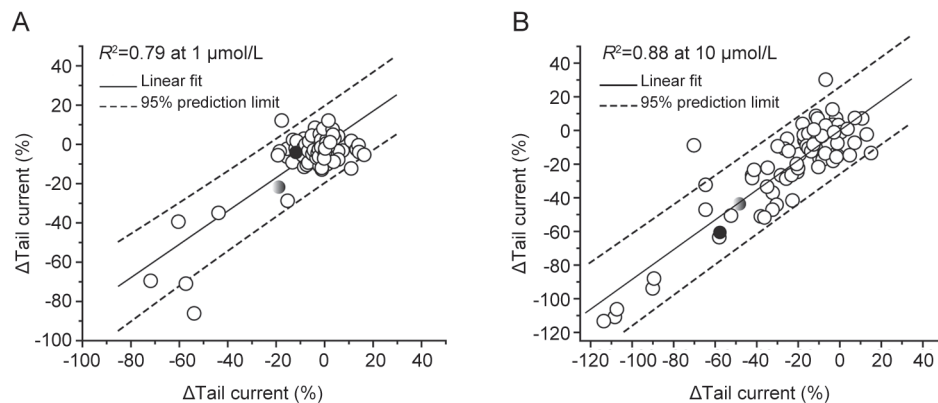 A
R²=0.79 at 1 μmol/L
Linear fit
95% prediction limit
40
20
0
-20
-40
-60
-80
-100
ΔTail current (%)
-100 -80 -60 -40 -20 0 20 40
ΔTail current (%)
B
R²=0.88 at 10 μmol/L
Linear fit
95% prediction limit
40
20
0
-20
-40
-60
-80
-100
-120
ΔTail current (%)
-120 -100 -80 -60 -40 -20 0 20 40
ΔTail current (%)